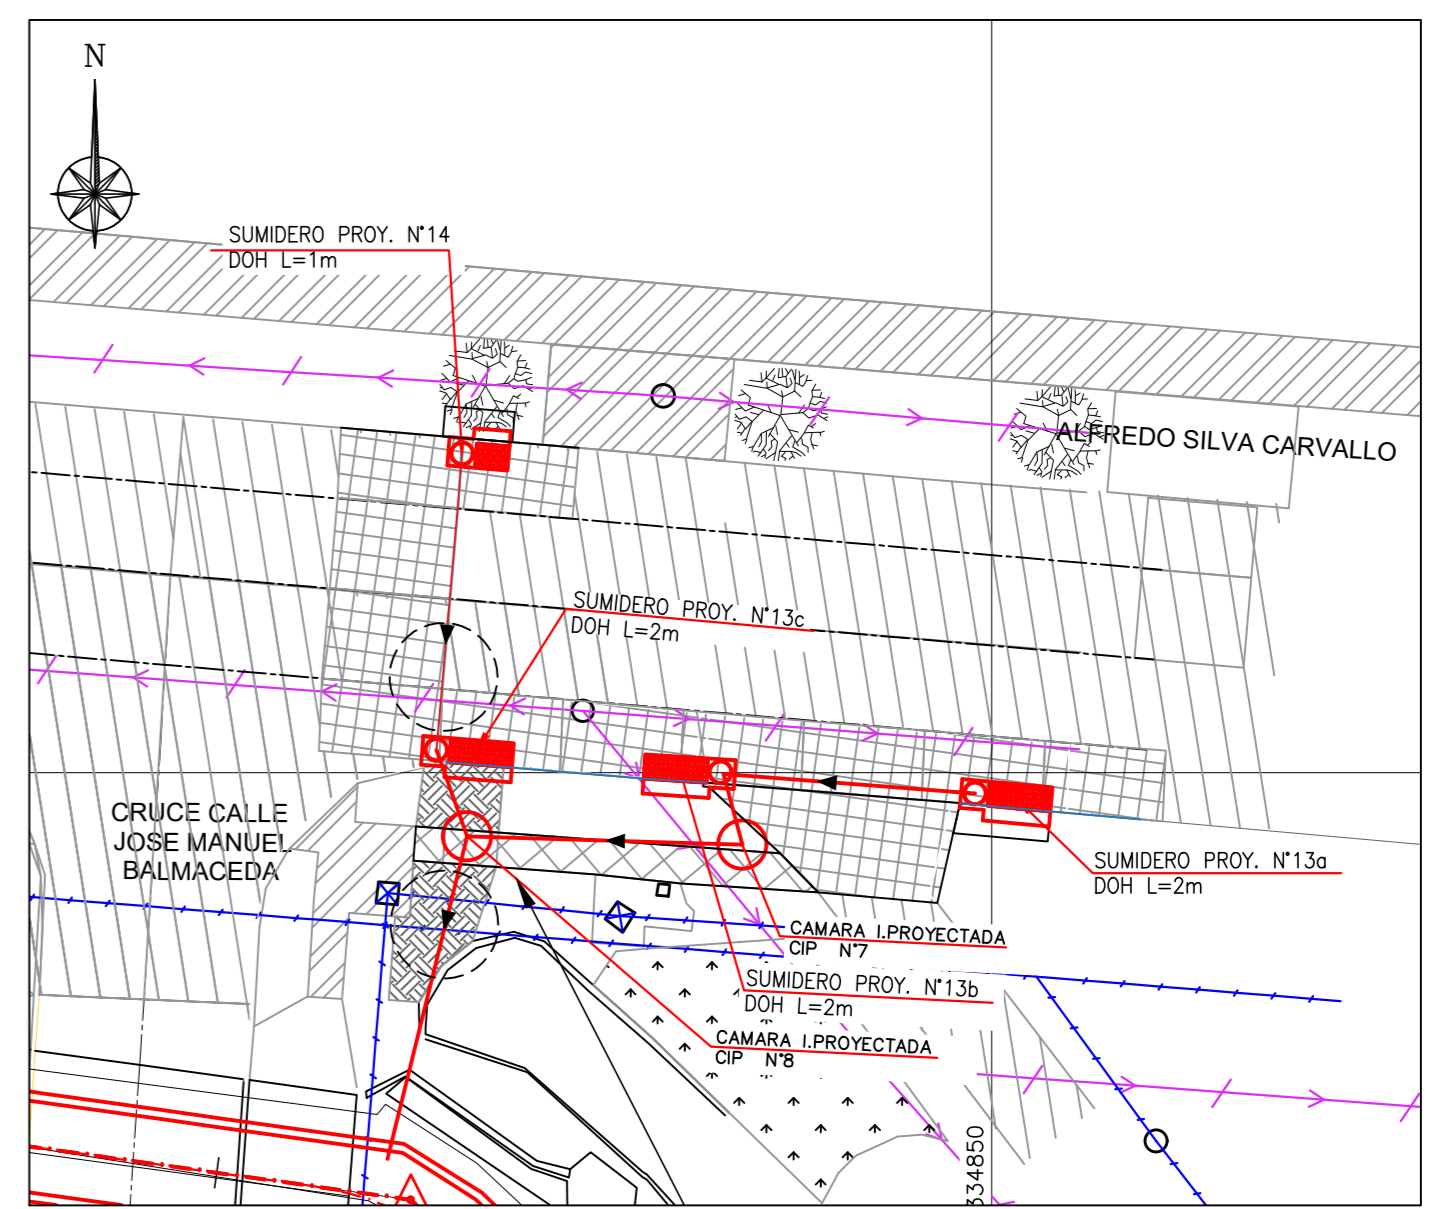 N
SUMIDERO PROY. N°14
DOH L=1m
ALFREDO SILVA CARVALLO
SUMIDERO PROY. N°13c
DOH L=2m
CRUCE CALLE
JOSE MANUEL
BALMACEDA
SUMIDERO PROY. N°13a
DOH L=2m
CAMARA I.PROYECTADA
CIP N°7
SUMIDERO PROY. N°13b
DOH L=2m
CAMARA I.PROYECTADA
CIP N°8
334850